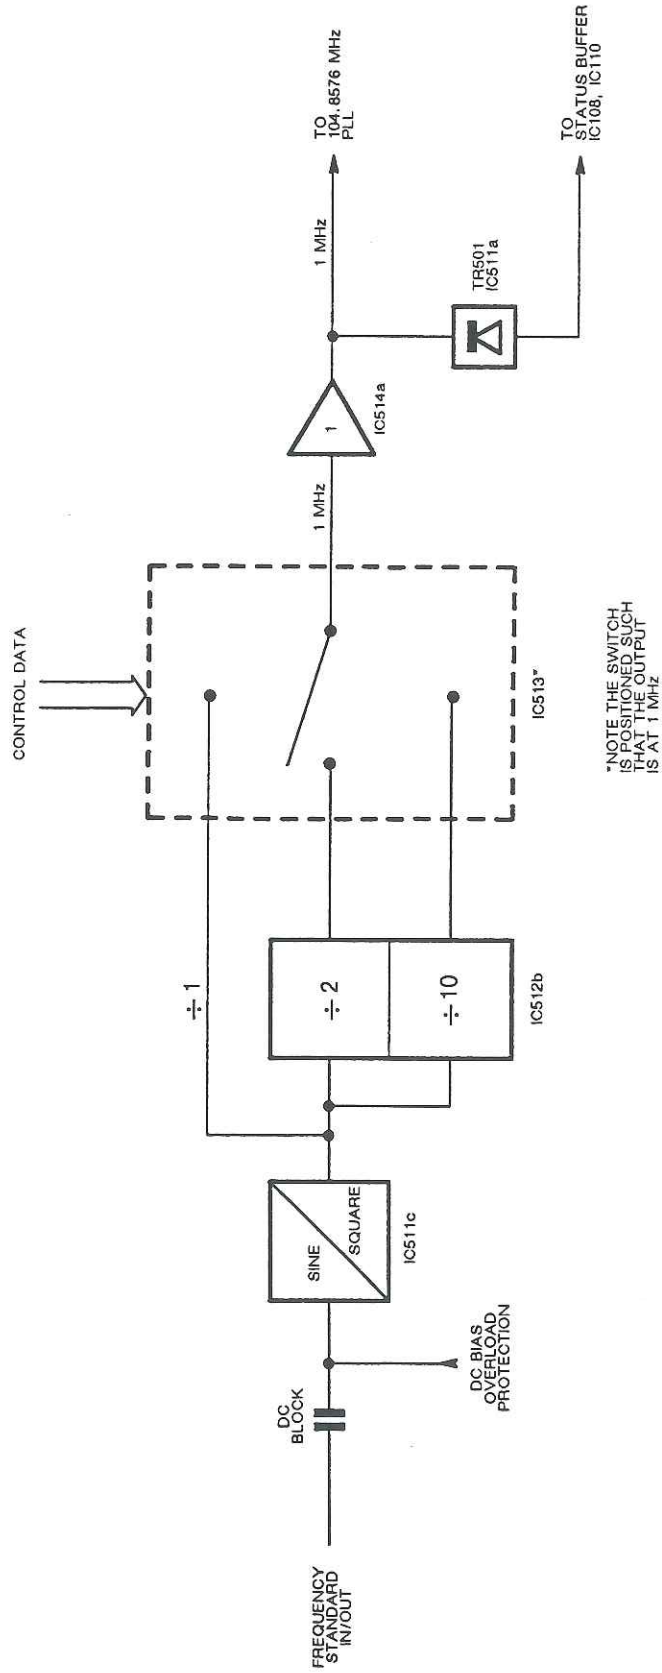 FREQUENCY
STANDARD
IN/OUT
DC
BLOCK
DC BIAS
OVERLOAD
PROTECTION
SINE
SQUARE
IC511c
÷1
÷2
÷10
IC512b
CONTROL DATA
IC513*
1 MHz
1
IC514a
1 MHz
TO
104.8576 MHz
PLL
TR501
IC511a
TO
STATUS BUFFER
IC108, IC110
*NOTE THE SWITCH
IS POSITIONED SUCH
THAT THE OUTPUT
IS AT 1 MHz